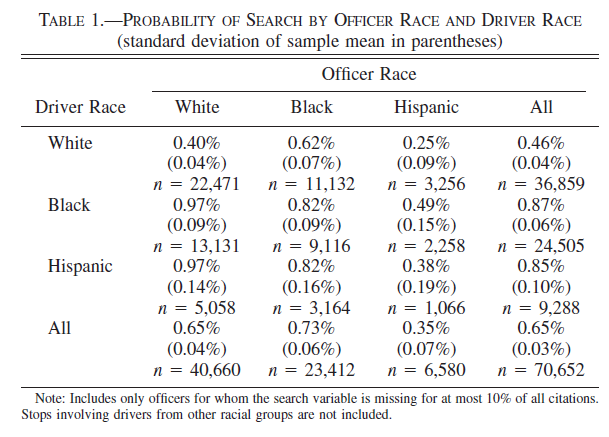 TABLE 1.—PROBABILITY OF SEARCH BY OFFICER RACE AND DRIVER RACE
(standard deviation of sample mean in parentheses)
Officer Race
Driver Race White Black Hispanic All
White 0.40% 0.62% 0.25% 0.46%
(0.04%) (0.07%) (0.09%) (0.04%)
n = 22,471 n = 11,132 n = 3,256 n = 36,859
Black 0.97% 0.82% 0.49% 0.87%
(0.09%) (0.09%) (0.15%) (0.06%)
n = 13,131 n = 9,116 n = 2,258 n = 24,505
Hispanic 0.97% 0.82% 0.38% 0.85%
(0.14%) (0.16%) (0.19%) (0.10%)
n = 5,058 n = 3,164 n = 1,066 n = 9,288
All 0.65% 0.73% 0.35% 0.65%
(0.04%) (0.06%) (0.07%) (0.03%)
n = 40,660 n = 23,412 n = 6,580 n = 70,652
Note: Includes only officers for whom the search variable is missing for at most 10% of all citations.
Stops involving drivers from other racial groups are not included.